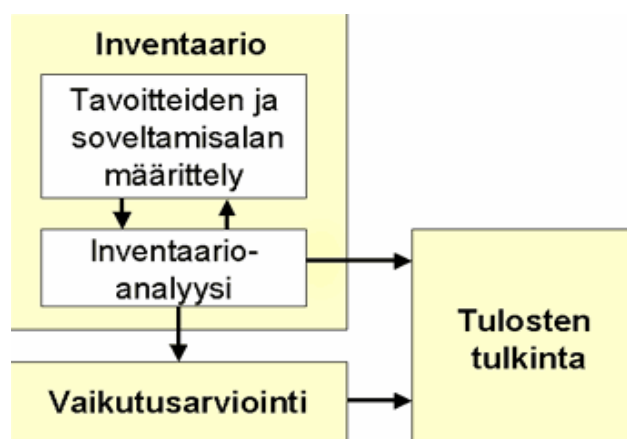 Inventaario
Tavoitteiden ja
soveltamisalan
määrittely
Inventaario-
analyysi
Tulosten
tulkinta
Vaikutusarviointi